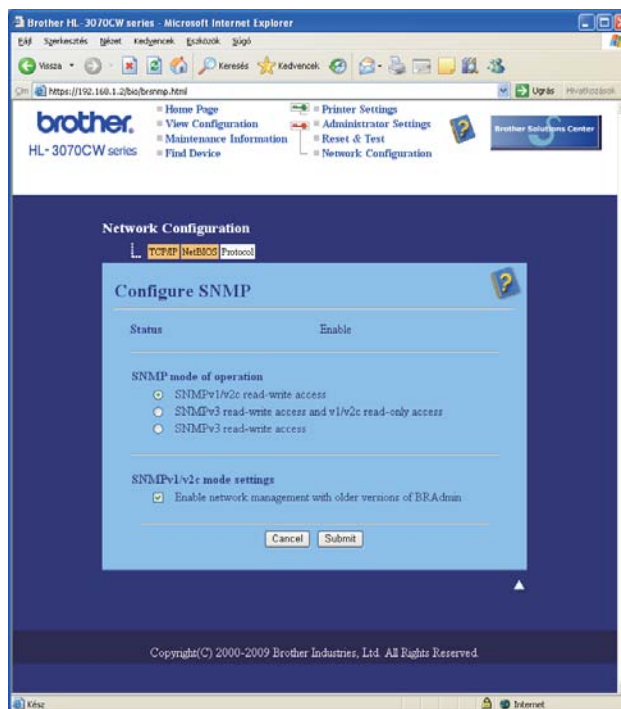 Brother HL-3070CW series - Microsoft Internet Explorer
Fájl Szerkesztés Nézet Kedvencek Eszközök Súgó
Vissza Keresés Kedvencek
Cím https://192.168.1.2/bio/brsnmp.html Ugrás Hivatkozások
brother.
HL-3070CW series
Home Page
View Configuration
Maintenance Information
Find Device
Printer Settings
Administrator Settings
Reset & Test
Network Configuration
Brother Solutions Center
Network Configuration
TCP/IP NetBIOS Protocol
Configure SNMP
Status Enable
SNMP mode of operation
SNMPv1/v2c read-write access
SNMPv3 read-write access and v1/v2c read-only access
SNMPv3 read-write access
SNMPv1/v2c mode settings
Enable network management with older versions of BRAdmin
Cancel Submit
Copyright(C) 2000-2009 Brother Industries, Ltd. All Rights Reserved.
Kész Internet